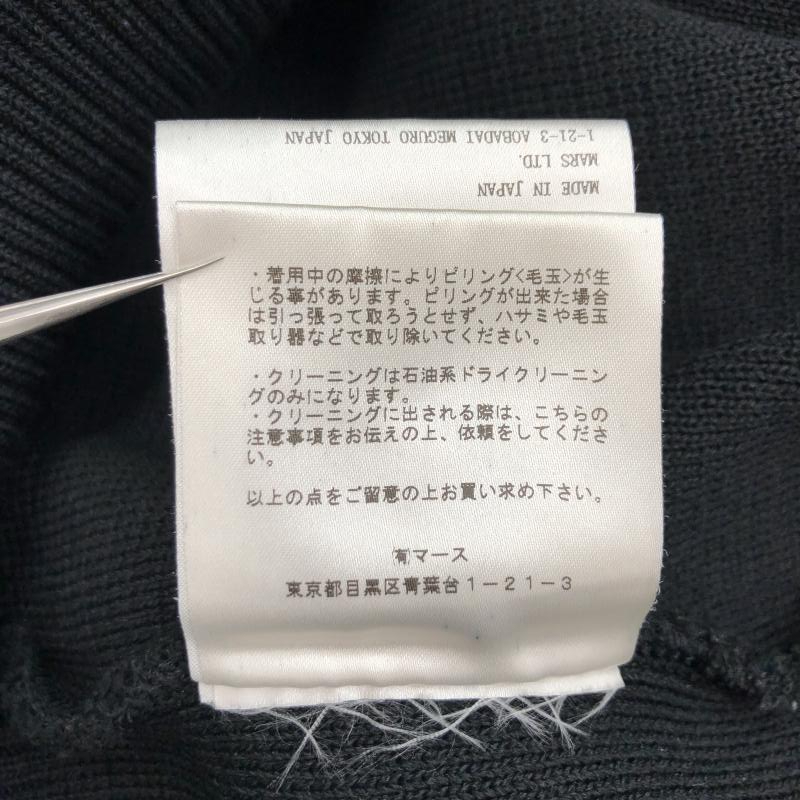 1-21-3 AOBADAI MEGURO TOKYO JAPAN
MARS LTD.
MADE IN JAPAN
・着用中の摩擦によりピリング<毛玉>が生
じる事があります。ピリングが出来た場合
は引っ張って取ろうとせず、ハサミや毛玉
取り器などで取り除いてください。
・クリーニングは石油系ドライクリーニン
グのみになります。
・クリーニングに出される際は、こちらの
注意事項をお伝えの上、依頼をしてくださ
い。
以上の点をご留意の上お買い求め下さい。
㈲マース
東京都目黒区青葉台１－２１－３